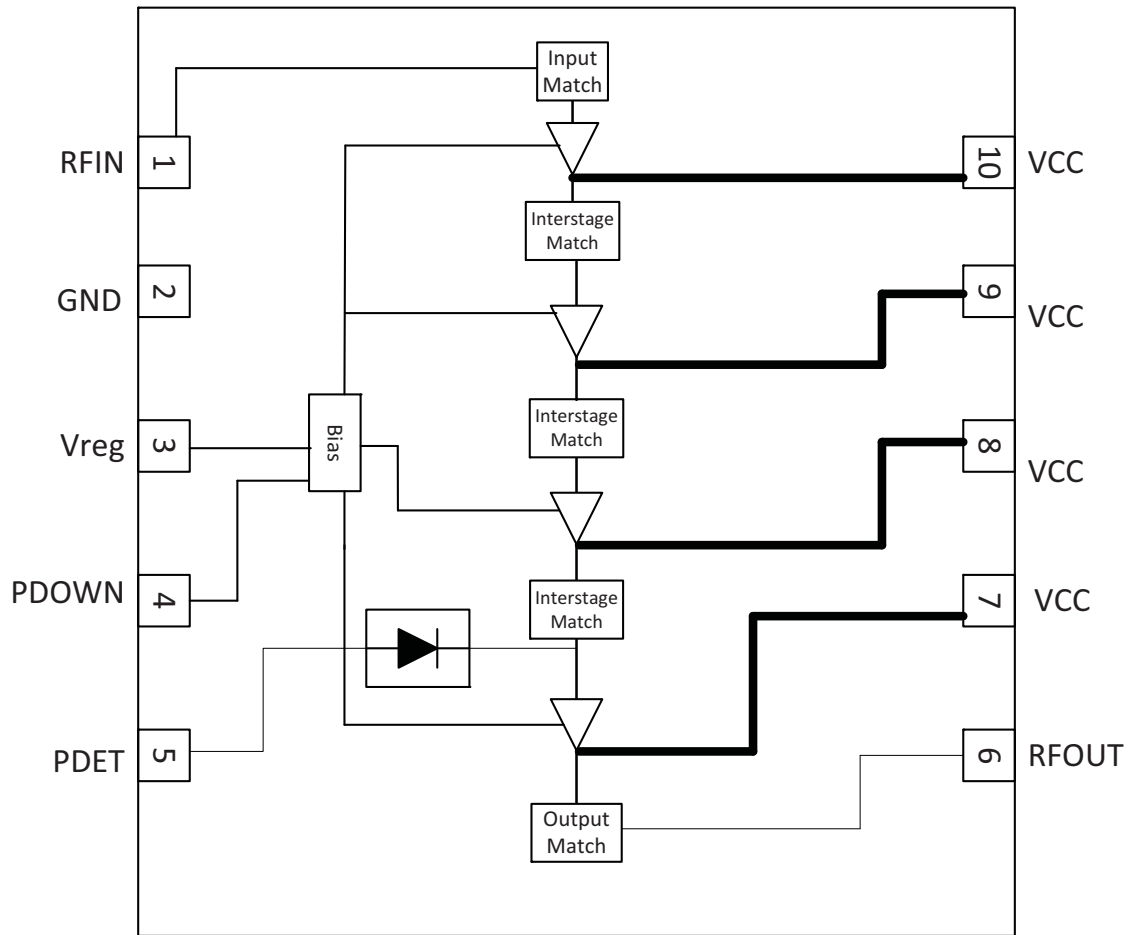 Input
Match
RFIN
1
10
VCC
Interstage
Match
GND
2
9
VCC
Interstage
Match
Vreg
3
Bias
8
VCC
PDOWN
4
Interstage
Match
7
VCC
PDET
5
6
RFOUT
Output
Match